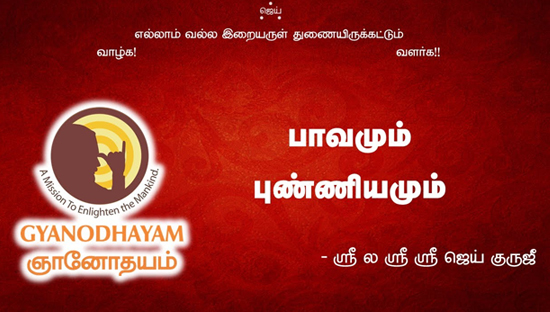 ஜெய்
எல்லாம் வல்ல இறையருள் துணையிருக்கட்டும்
வாழ்க! வளர்க!!
பாவமும்
புண்ணியமும்
A Mission To Enlighten the Mankind.
GYANODHAYAM
ஞானோதயம்
- ஸ்ரீ ல ஸ்ரீ ஸ்ரீ ஜெய் குருஜீ